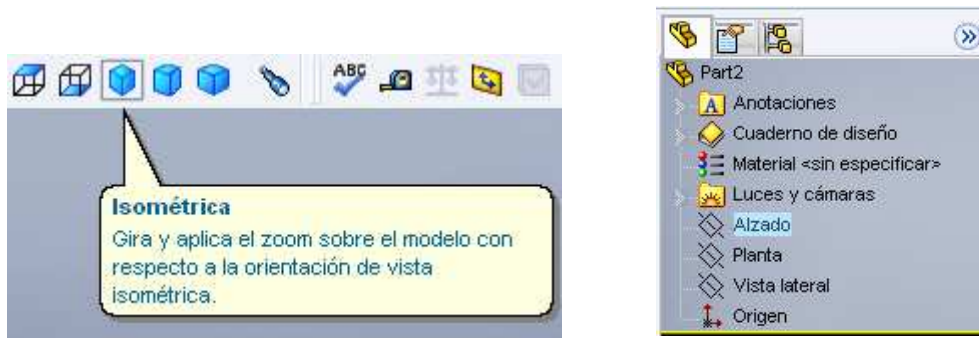 ABC
Isométrica
Gira y aplica el zoom sobre el modelo con
respecto a la orientación de vista
isométrica.
Part2
A Anotaciones
Cuaderno de diseño
Material <sin especificar>
Luces y cámaras
Alzado
Planta
Vista lateral
Origen